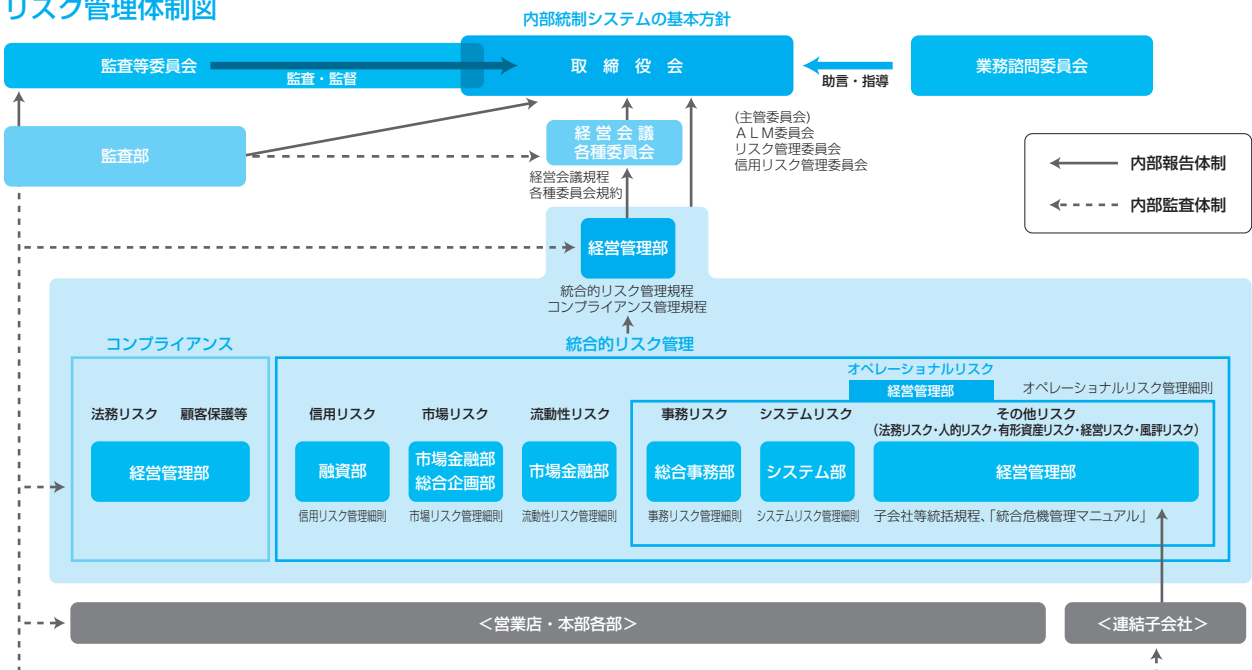 リスク管理体制図
内部統制システムの基本方針
監査等委員会
監査・監督
取締役会
助言・指導
業務諮問委員会
監査部
経営会議
各種委員会
(主管委員会)
ALM委員会
リスク管理委員会
信用リスク管理委員会
内部報告体制
内部監査体制
経営会議規程
各種委員会規約
経営管理部
統合的リスク管理規程
コンプライアンス管理規程
コンプライアンス
統合的リスク管理
オペレーショナルリスク
経営管理部
オペレーショナルリスク管理細則
法務リスク
顧客保護等
信用リスク
市場リスク
流動性リスク
事務リスク
システムリスク
その他リスク
(法務リスク・人的リスク・有形資産リスク・経営リスク・風評リスク)
経営管理部
融資部
市場金融部
総合企画部
市場金融部
総合事務部
システム部
経営管理部
信用リスク管理細則
市場リスク管理細則
流動性リスク管理細則
事務リスク管理細則
システムリスク管理細則
子会社等統括規程、「統合危機管理マニュアル」
<営業店・本部各部>
<連結子会社>